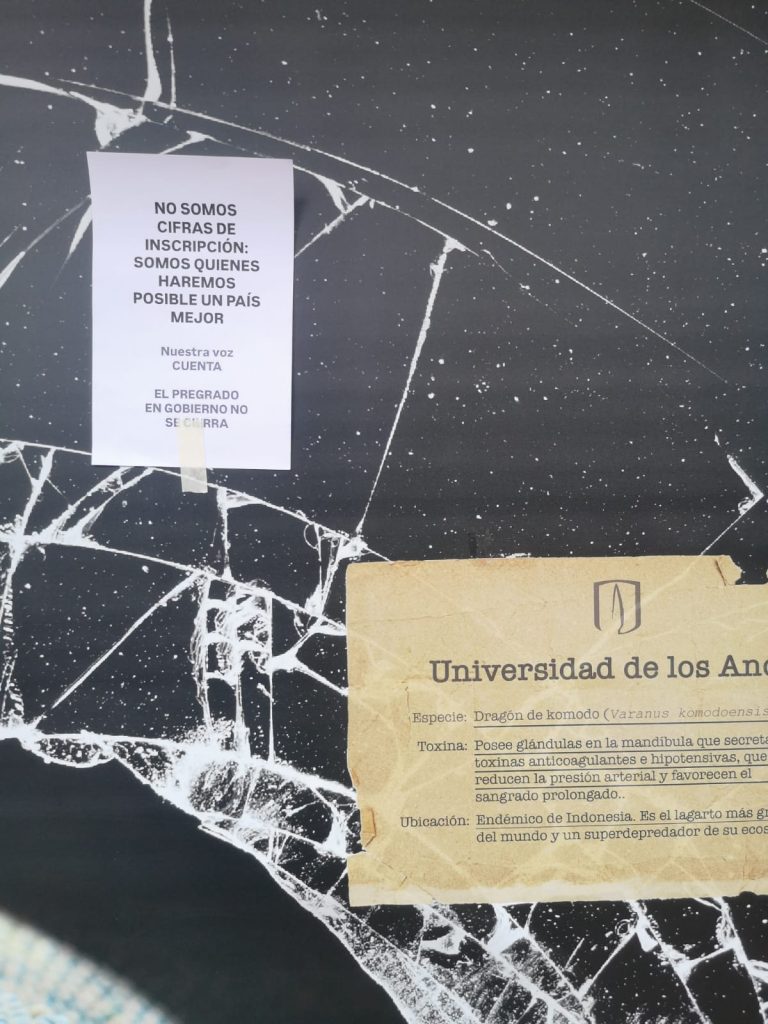 NO SOMOS
CIFRAS DE
INSCRIPCIÓN:
SOMOS QUIENES
HAREMOS
POSIBLE UN PAÍS
MEJOR
Nuestra voz
CUENTA
EL PREGRADO
EN GOBIERNO NO
SE CIERRA
Universidad de los And
Especie: Dragón de komodo (Varanus komodoensis
Toxina: Posee glándulas en la mandíbula que secreta
toxinas anticoagulantes e hipotensivas, que
reducen la presión arterial y favorecen el
sangrado prolongado..
Ubicación: Endémico de Indonesia. Es el lagarto más gr
del mundo y un superdepredador de su ecos